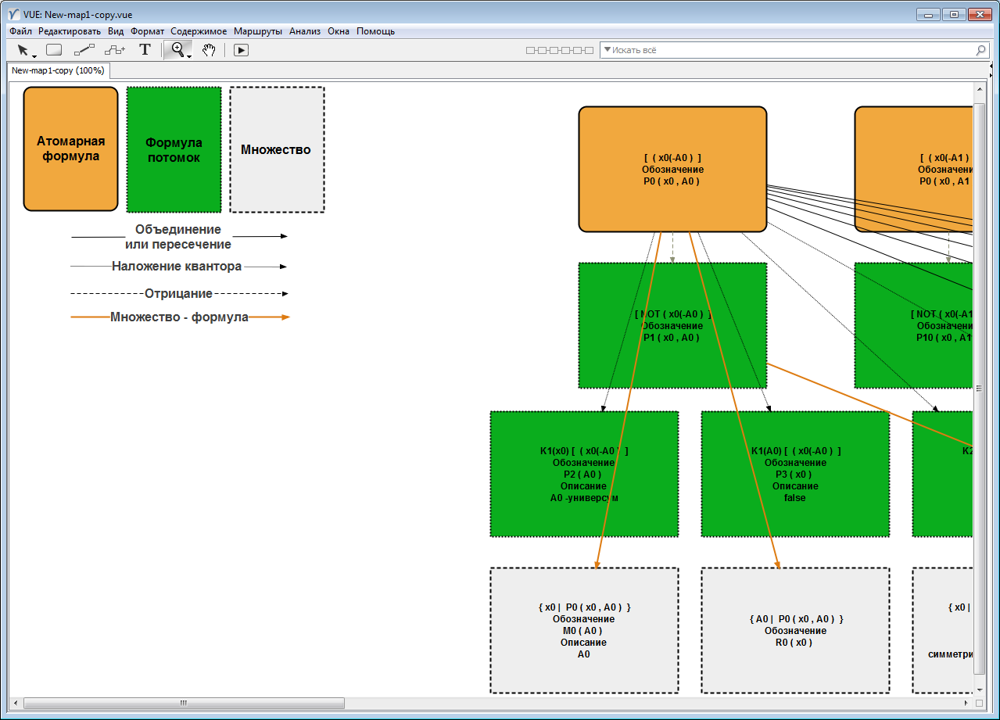 VUE: New-map1-copy.vue
Файл Редактировать Вид Формат Содержимое Маршруты Анализ Окна Помощь
T
Искать всё
New-map1-copy (100%)
Атомарная
формула
Формула
потомок
Множество
Объединение
или пересечение
Наложение квантора
Отрицание
Множество - формула
[ ( x0(-A0 ) ]
Обозначение
P0 ( x0 , A0 )
[ ( x0(-A1 )
Обозначени
P0 ( x0 , A1
[ NOT ( x0(-A0 ) ]
Обозначение
P1 ( x0 , A0 )
[ NOT ( x0(-A1
Обозначени
P10 ( x0 , A1
K1(x0) [ ( x0(-A0 ) ]
Обозначение
P2 ( A0 )
Описание
A0 -универсум
K1(A0) [ ( x0(-A0 ) ]
Обозначение
P3 ( x0 )
Описание
false
K2
{ x0 | P0 ( x0 , A0 ) }
Обозначение
M0 ( A0 )
Описание
A0
{ A0 | P0 ( x0 , A0 ) }
Обозначение
R0 ( x0 )
{ x0 |
симметри